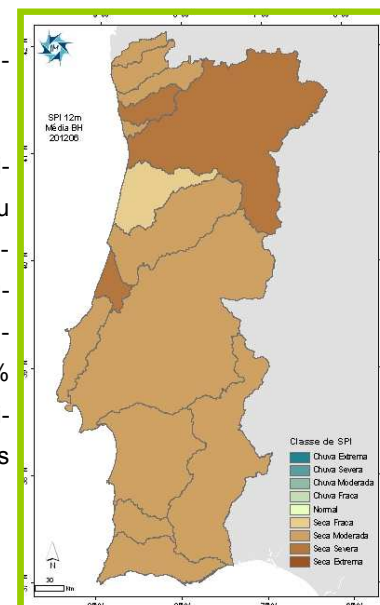 IM
SPI 12m
Média BH
201206
u
%
s
Classe de SPI
Chuva Extrema
Chuva Severa
Chuva Moderada
Chuva Fraca
Normal
Seca Fraca
Seca Moderada
Seca Severa
Seca Extrema
N
30
Km